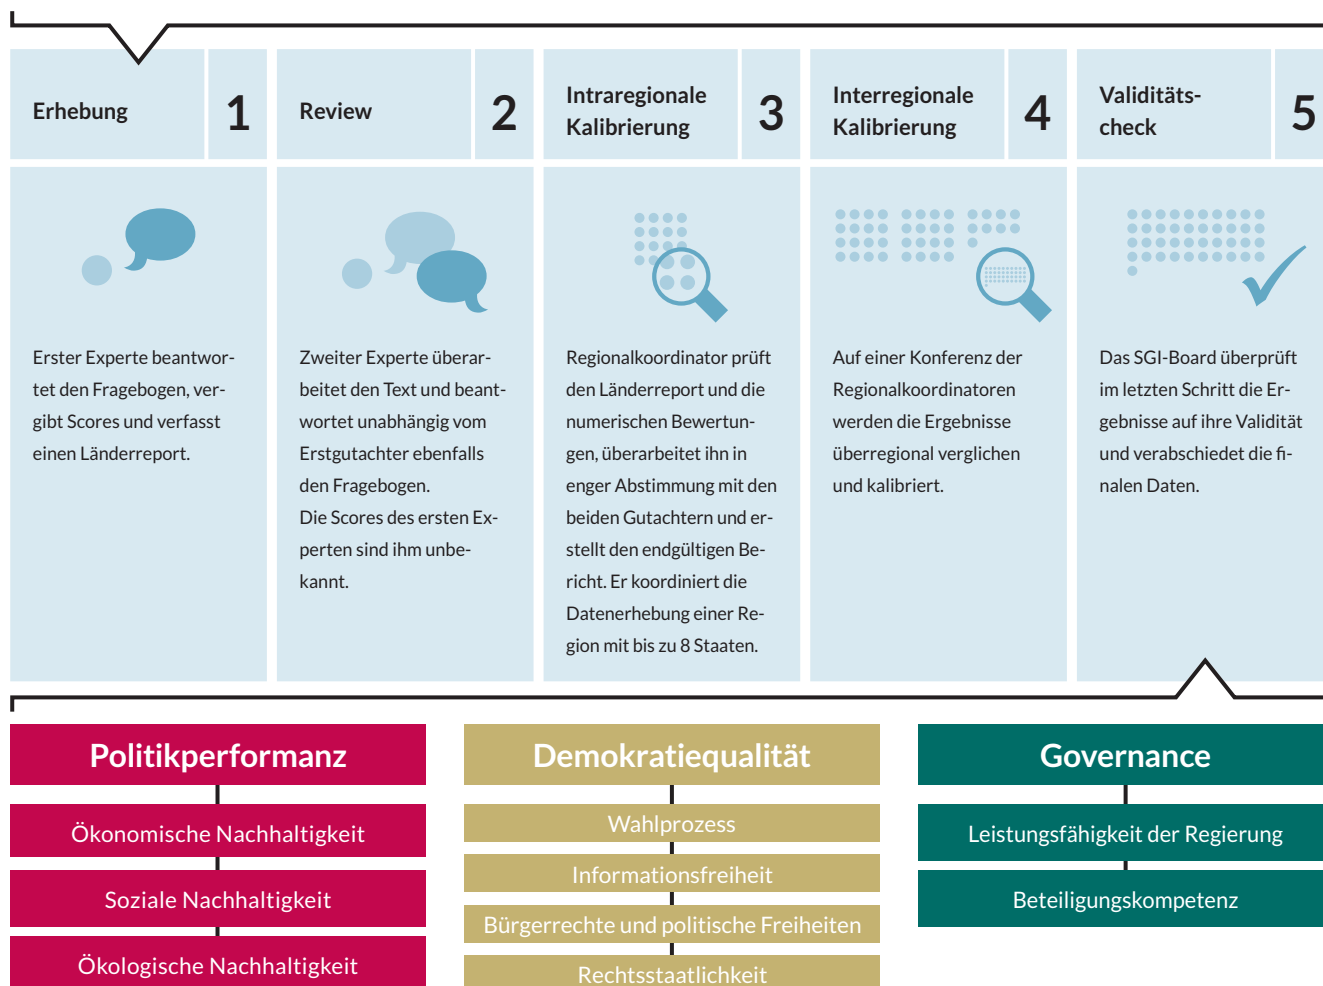 Erhebung
1
Erster Experte beantwor-
tet den Fragebogen, ver-
gibt Scores und verfasst
einen Länderreport.
Review
2
Zweiter Experte überar-
beitet den Text und beant-
wortet unabhängig vom
Erstgutachter ebenfalls
den Fragebogen.
Die Scores des ersten Ex-
perten sind ihm unbe-
kannt.
Intraregionale
Kalibrierung
3
Regionalkoordinator prüft
den Länderreport und die
numerischen Bewertun-
gen, überarbeitet ihn in
enger Abstimmung mit den
beiden Gutachtern und er-
stellt den endgültigen Be-
richt. Er koordiniert die
Datenerhebung einer Re-
gion mit bis zu 8 Staaten.
Interregionale
Kalibrierung
4
Auf einer Konferenz der
Regionalkoordinatoren
werden die Ergebnisse
überregional verglichen
und kalibriert.
Validitäts-
check
5
Das SGI-Board überprüft
im letzten Schritt die Er-
gebnisse auf ihre Validität
und verabschiedet die fi-
nalen Daten.
Politikperformanz
Ökonomische Nachhaltigkeit
Soziale Nachhaltigkeit
Ökologische Nachhaltigkeit
Demokratiequalität
Wahlprozess
Informationsfreiheit
Bürgerrechte und politische Freiheiten
Rechtsstaatlichkeit
Governance
Leistungsfähigkeit der Regierung
Beteiligungskompetenz